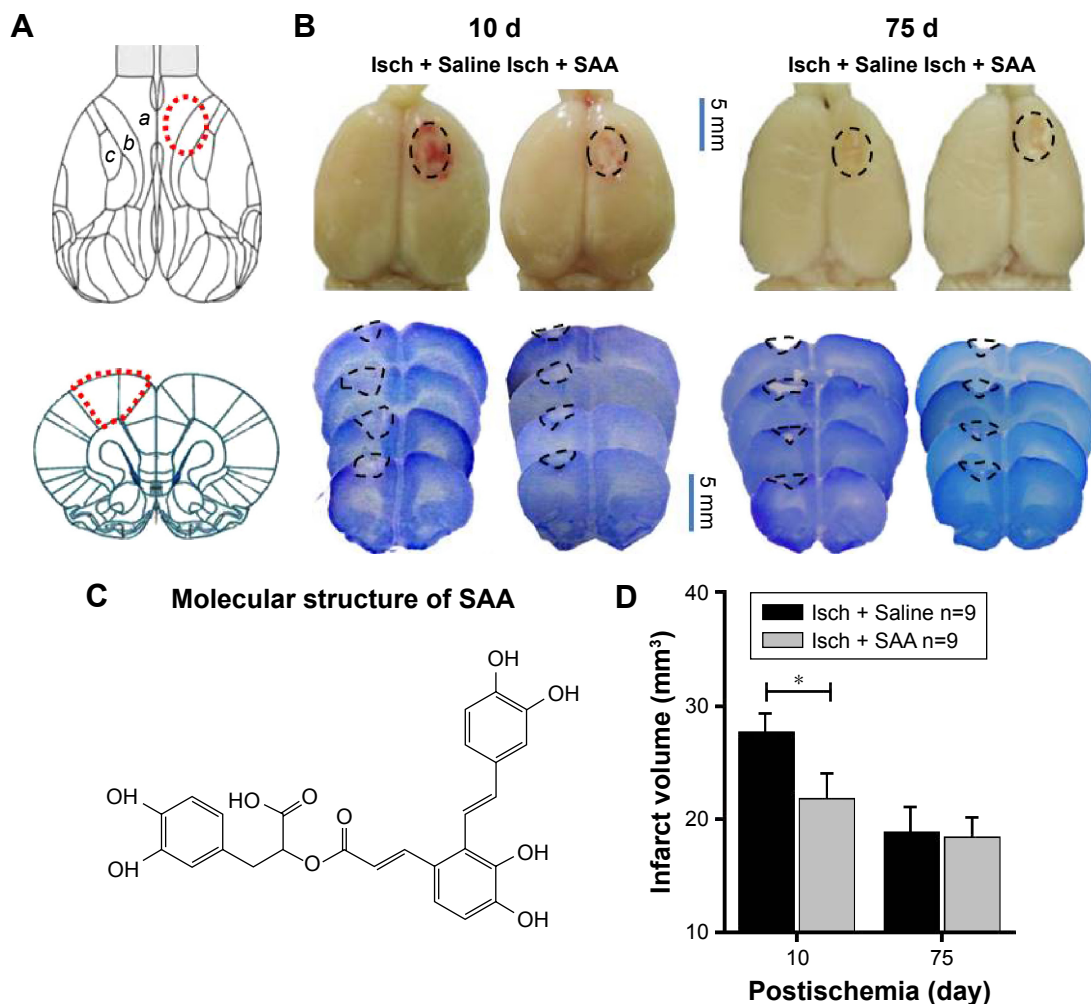 A
a
b
c
B
10 d
75 d
Isch + Saline Isch + SAA
Isch + Saline Isch + SAA
5 mm
5 mm
C
Molecular structure of SAA
OH
OH
OH
OH
HO
O
O
O
OH
OH
D
Infarct volume (mm³)
40
30
20
10
Isch + Saline n=9
Isch + SAA n=9
*
10
75
Postischemia (day)